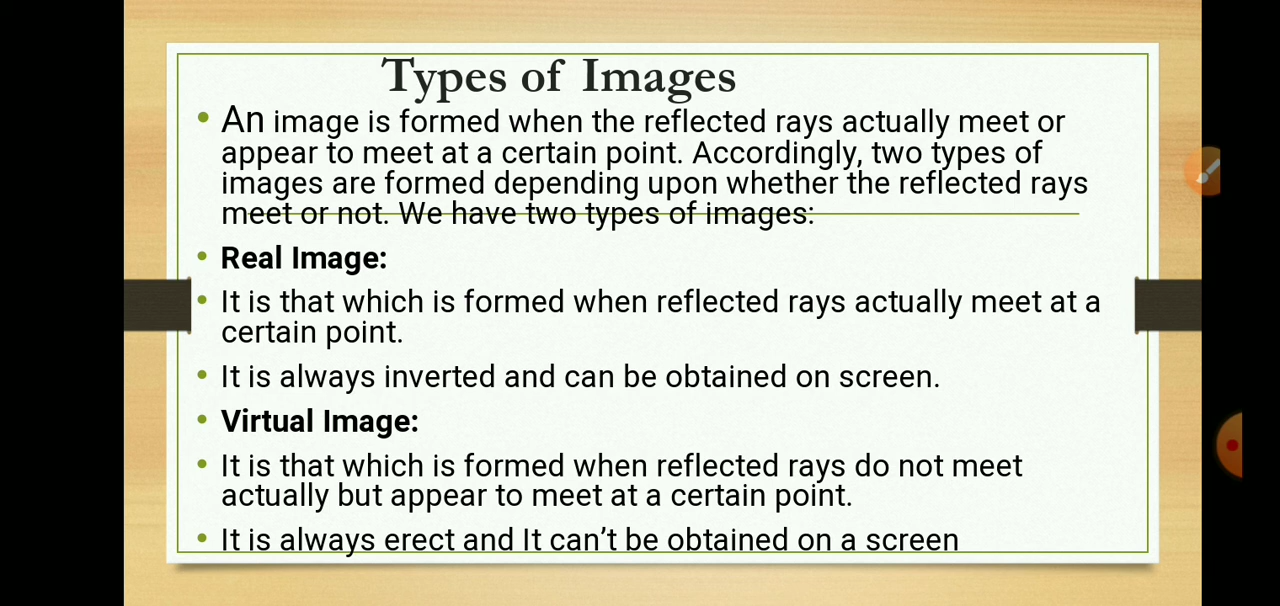 Types of Images
• An image is formed when the reflected rays actually meet or
appear to meet at a certain point. Accordingly, two types of
images are formed depending upon whether the reflected rays
meet or not. We have two types of images:
• Real Image:
• It is that which is formed when reflected rays actually meet at a
certain point.
• It is always inverted and can be obtained on screen.
• Virtual Image:
• It is that which is formed when reflected rays do not meet
actually but appear to meet at a certain point.
• It is always erect and It can’t be obtained on a screen